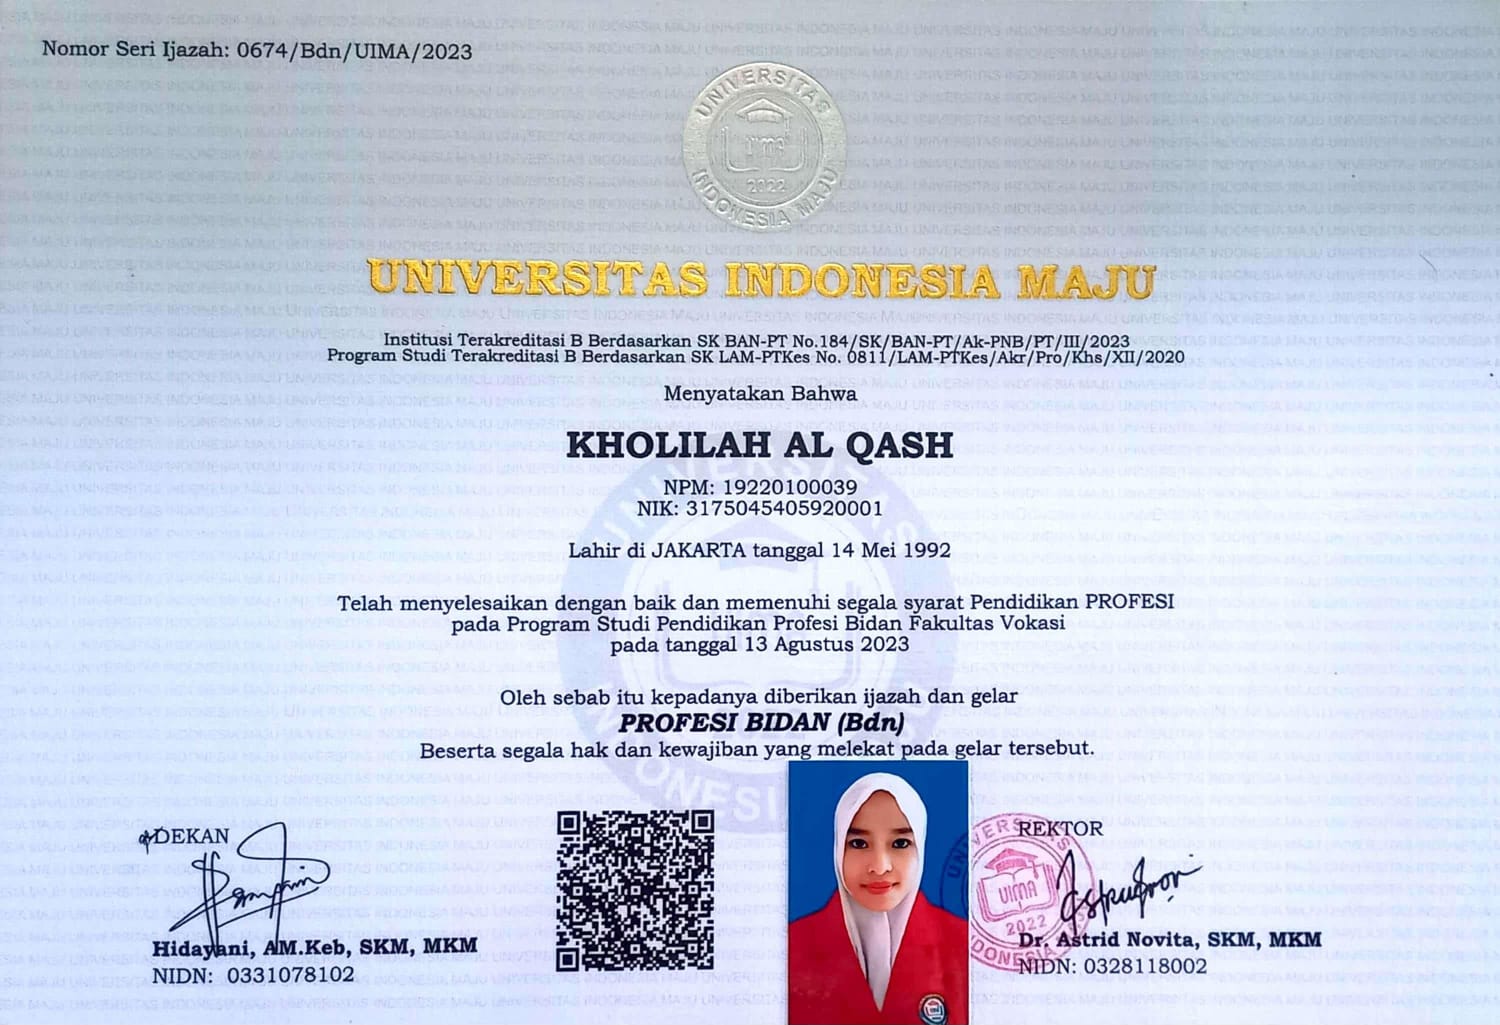 Nomor Seri Ijazah: 0674/Bdn/UIMA/2023
UNIVERSITAS INDONESIA MAJU
uima
2022
UNIVERSITAS INDONESIA MAJU
Institusi Terakreditasi B Berdasarkan SK BAN-PT No.184/SK/BAN-PT/Ak-PNB/PT/III/2023
Program Studi Terakreditasi B Berdasarkan SK LAM-PTKes No. 0811/LAM-PTKes/Akr/Pro/Khs/XII/2020
Menyatakan Bahwa
KHOLILAH AL QASH
NPM: 19220100039
NIK: 3175045405920001
Lahir di JAKARTA tanggal 14 Mei 1992
Telah menyelesaikan dengan baik dan memenuhi segala syarat Pendidikan PROFESI
pada Program Studi Pendidikan Profesi Bidan Fakultas Vokasi
pada tanggal 13 Agustus 2023
Oleh sebab itu kepadanya diberikan ijazah dan gelar
PROFESI BIDAN (Bdn)
Beserta segala hak dan kewajiban yang melekat pada gelar tersebut.
DEKAN
Hidayani, AM.Keb, SKM, MKM
NIDN: 0331078102
REKTOR
UIMA
2022
Dr. Astrid Novita, SKM, MKM
NIDN: 0328118002